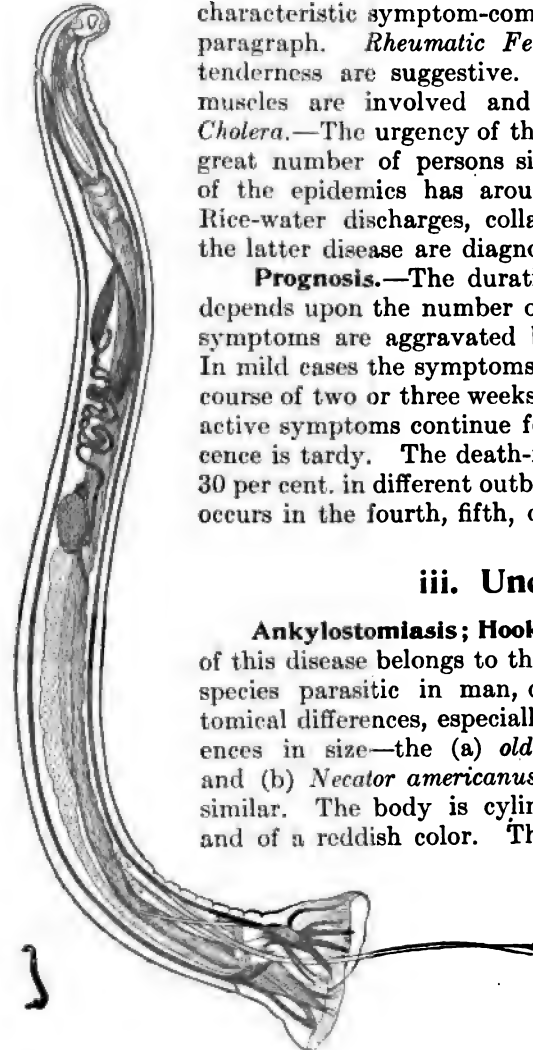 characteristic symptom-com
paragraph. Rheumatic Fe
tenderness are suggestive.
muscles are involved and
Cholera.—The urgency of th
great number of persons si
of the epidemics has arou
Rice-water discharges, colla
the latter disease are diagno
Prognosis.—The durati
depends upon the number o
symptoms are aggravated
In mild cases the symptoms
course of two or three weeks
active symptoms continue f
cence is tardy. The death-
30 per cent. in different outb
occurs in the fourth, fifth,
iii. Unc
Ankylostomiasis; Hook
of this disease belongs to th
species parasitic in man,
tomical differences, especiall
ences in size—the (a) old
and (b) Necator americanus
similar. The body is cylin
and of a reddish color. Th